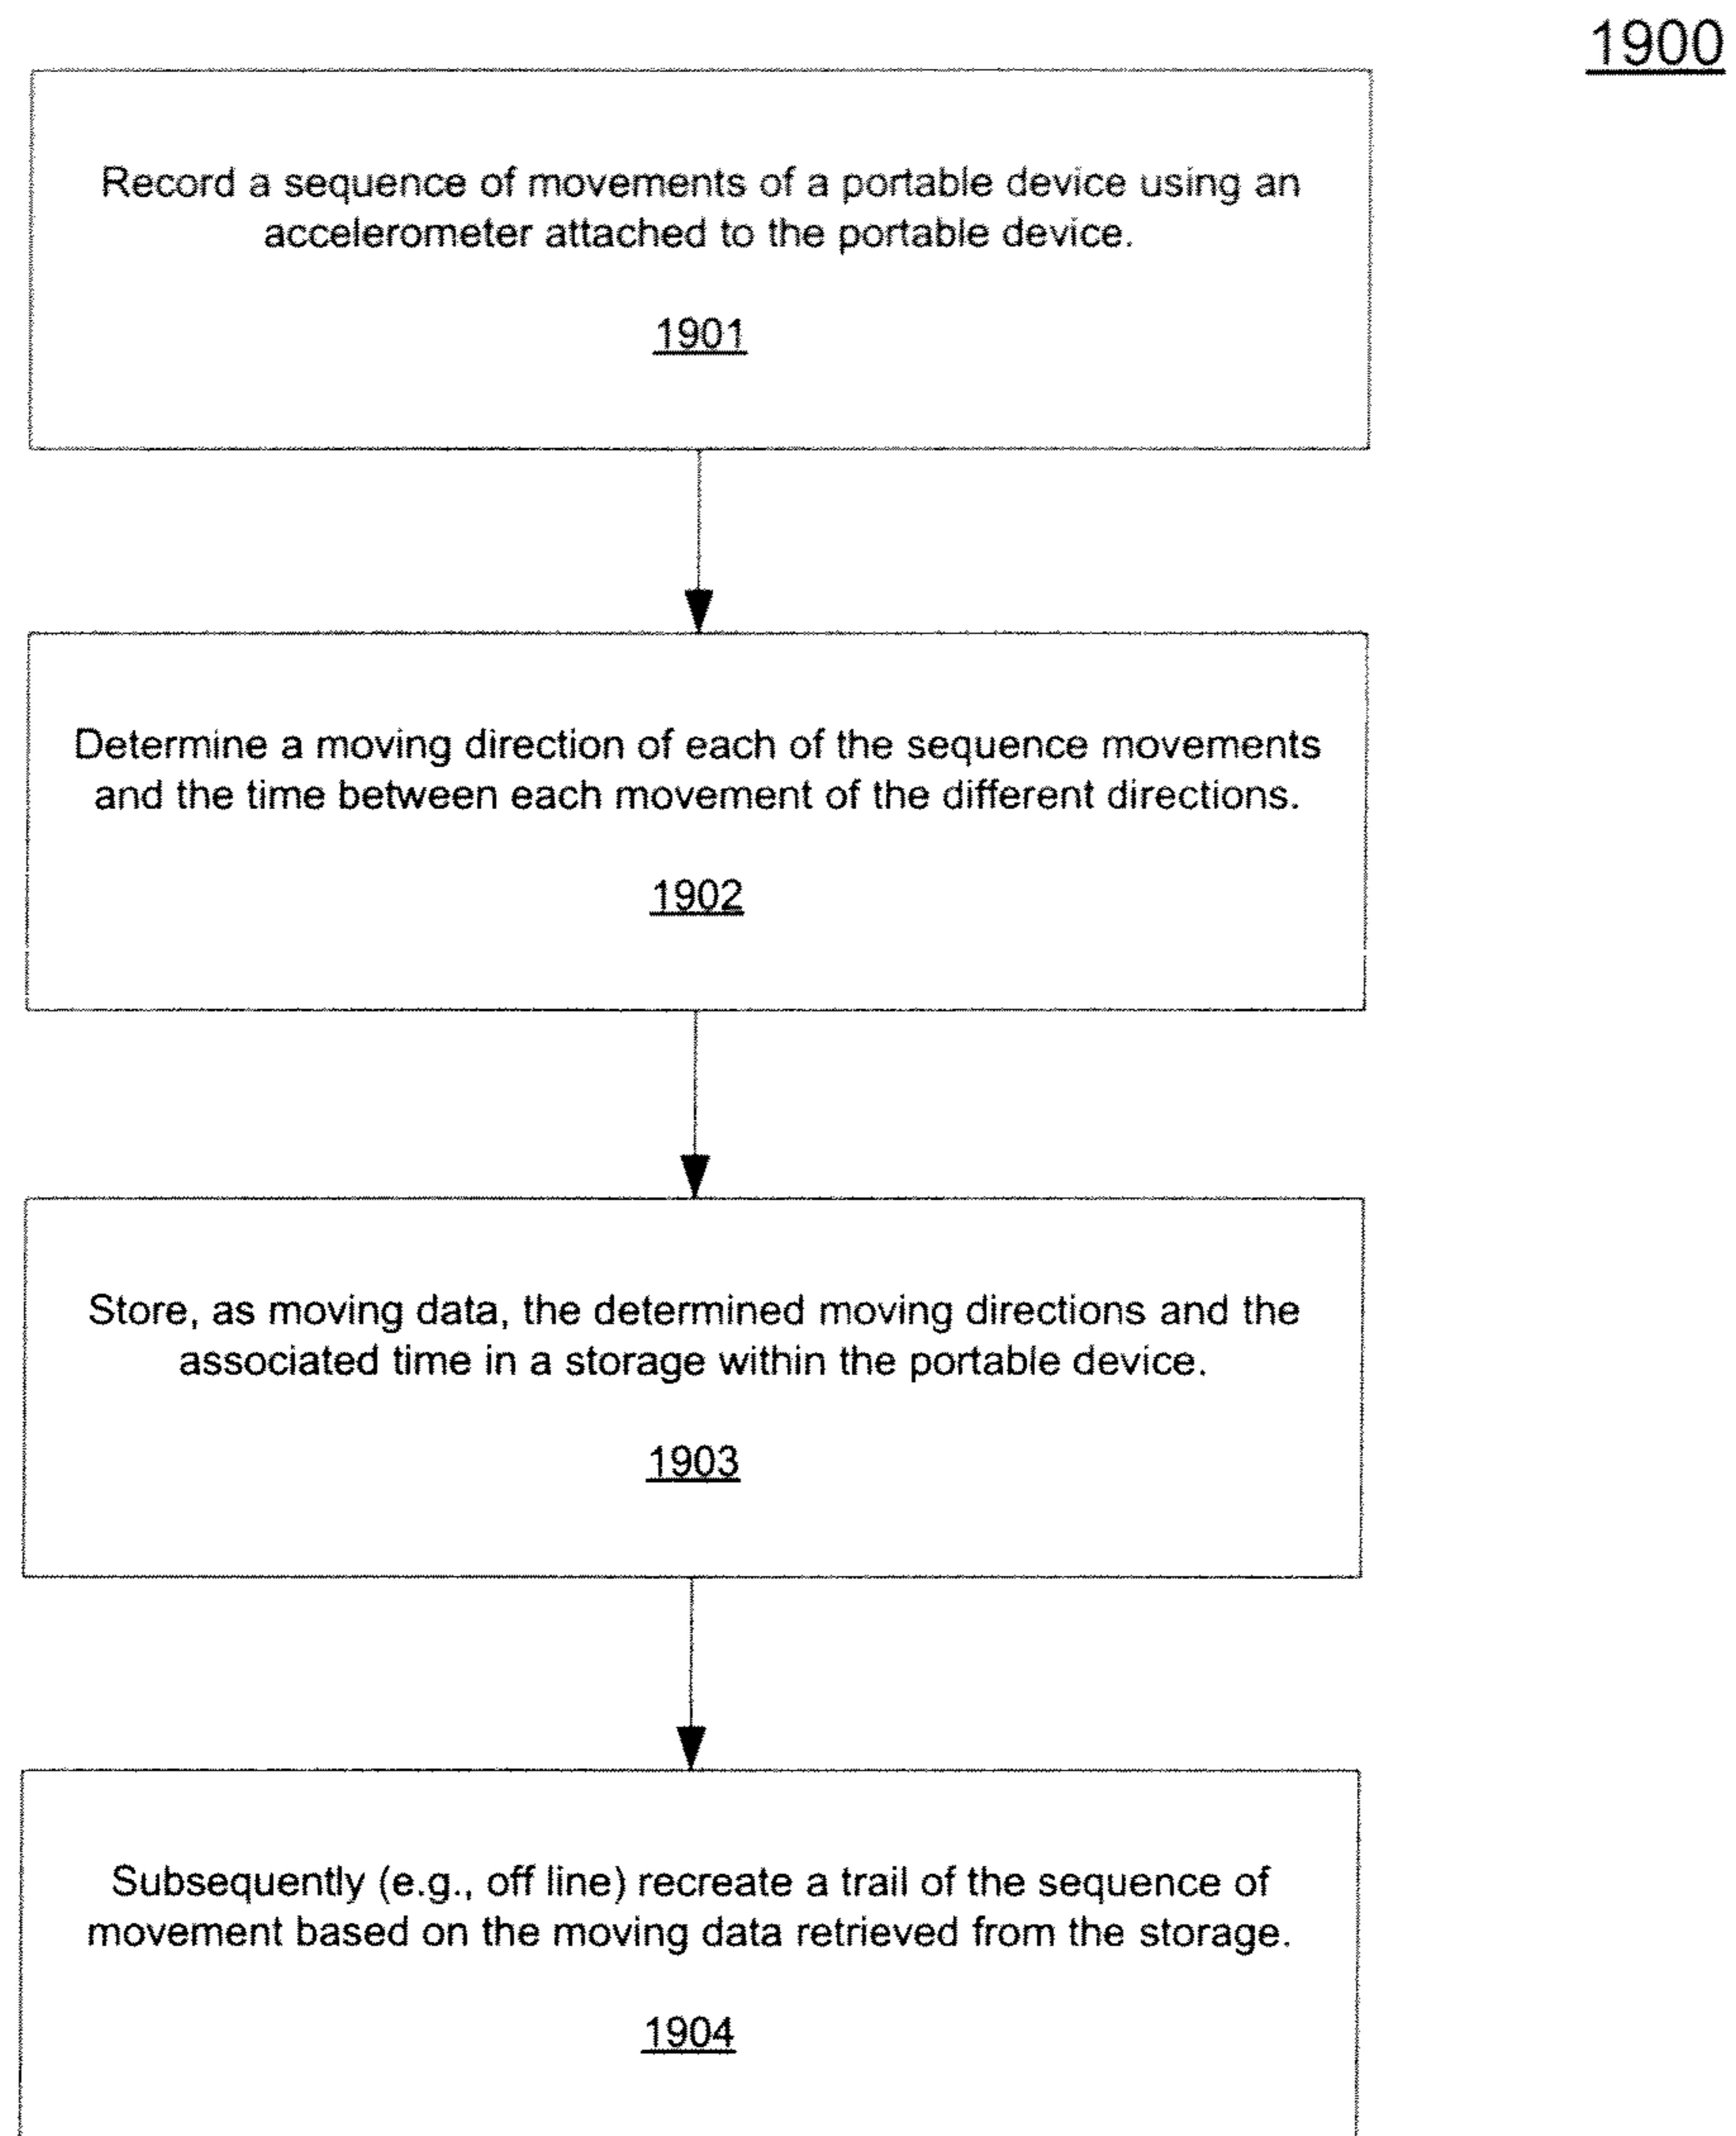 1900
Record a sequence of movements of a portable device using an
accelerometer attached to the portable device.
1901
Determine a moving direction of each of the sequence movements
and the time between each movement of the different directions.
1902
Store, as moving data, the determined moving directions and the
associated time in a storage within the portable device.
1903
Subsequently (e.g., off line) recreate a trail of the sequence of
movement based on the moving data retrieved from the storage.
1904